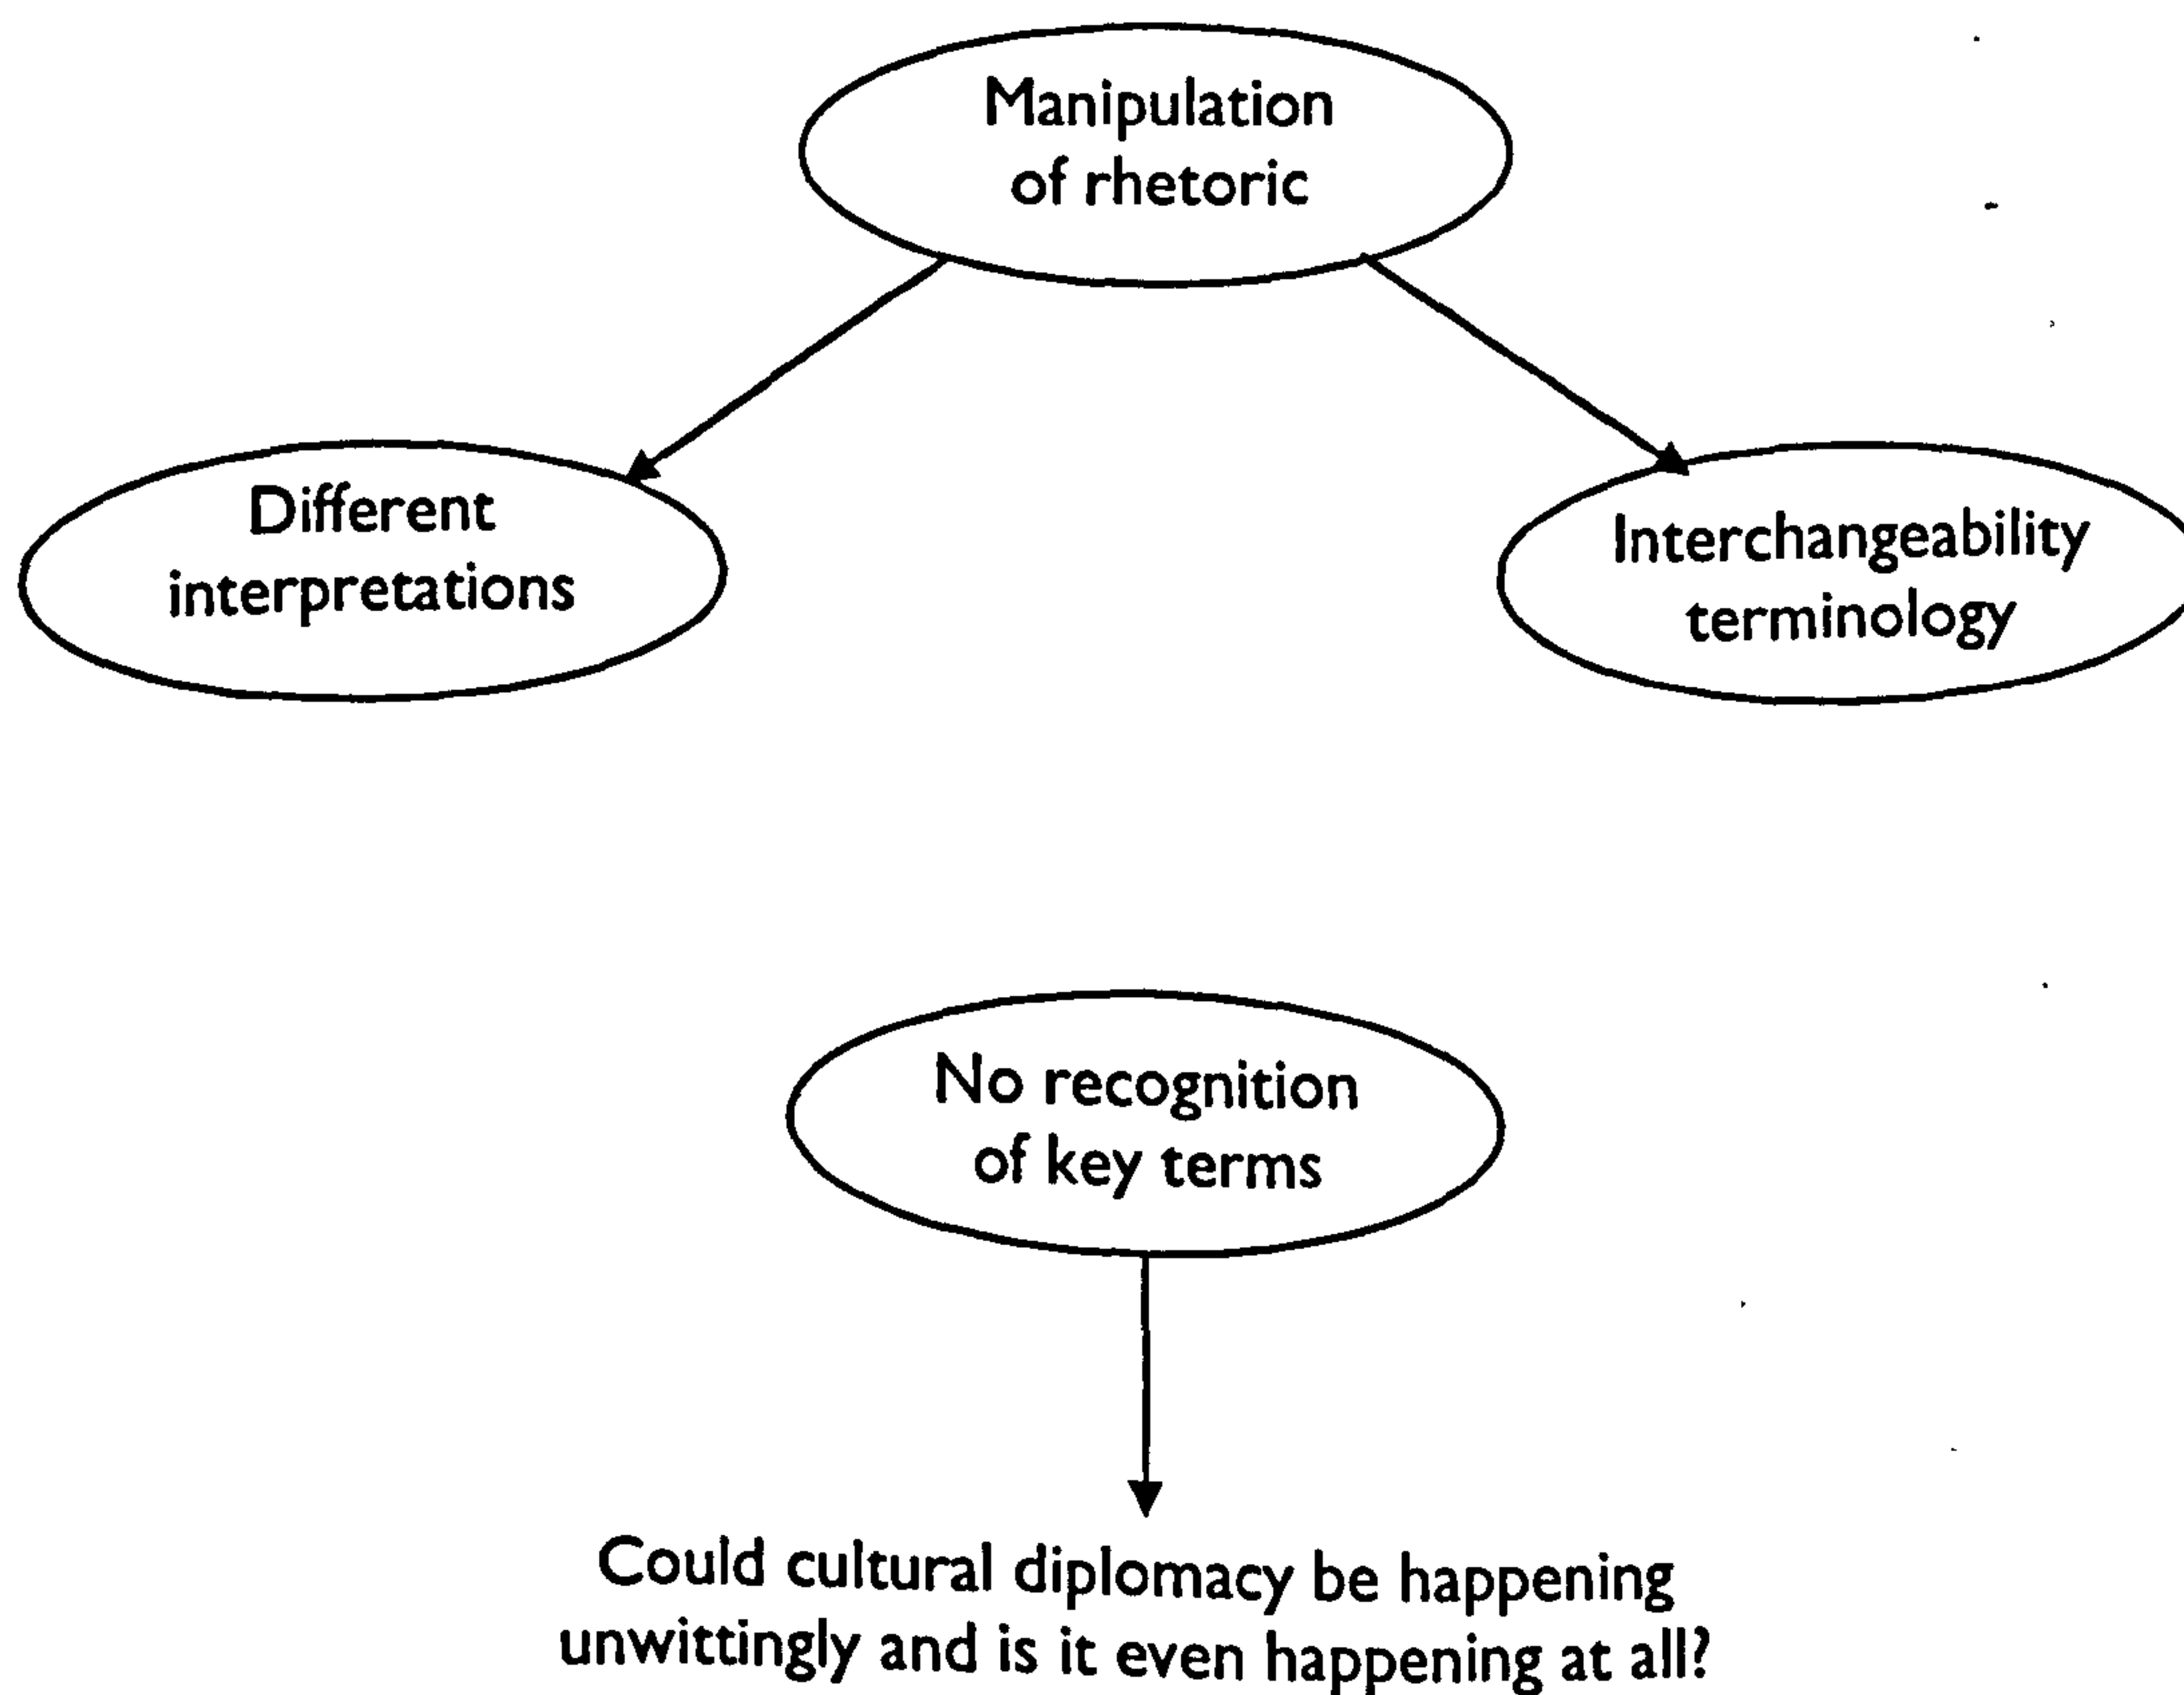 Manipulation
of rhetoric
Different
interpretations
Interchangeability
terminology
No recognition
of key terms
Could cultural diplomacy be happening
unwittingly and is it even happening at all?